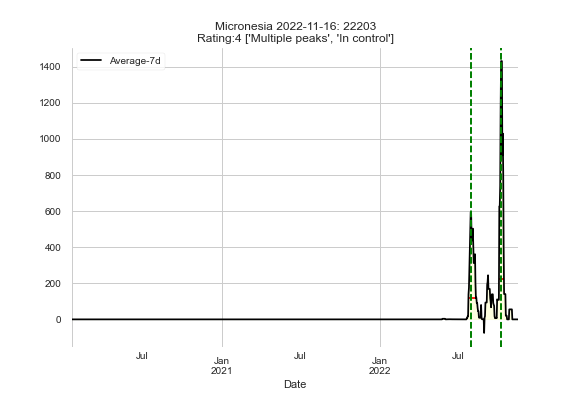 Micronesia 2022-11-16: 22203
Rating:4 ['Multiple peaks', 'In control']
Average-7d
1400
1200
1000
800
600
400
200
0
Jul
Jan
2021
Jul
Jan
2022
Jul
Date